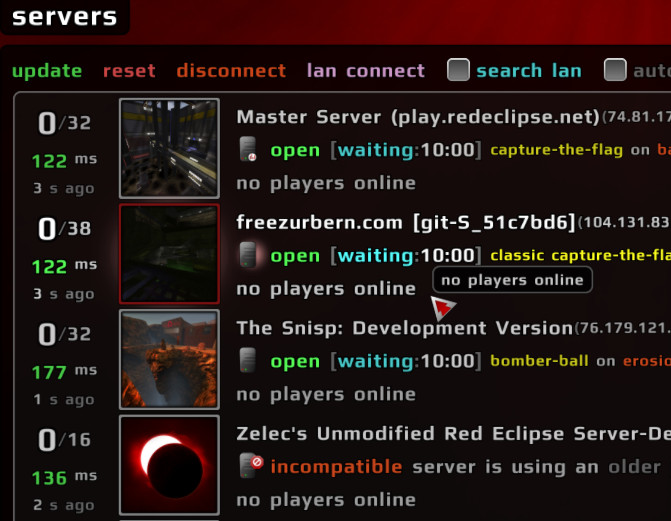 servers
update reset disconnect lan connect search lan auto
0/32
122 ms
3 s ago
Master Server (play.redeclipse.net)(74.81.17
open [waiting:10:00] capture-the-flag on ba
no players online
0/38
122 ms
3 s ago
freezurbern.com [git-S_51c7bd6](104.131.83
open [waiting:10:00] classic capture-the-fla
no players online
no players online
0/32
177 ms
1 s ago
The Snisp: Development Version(76.179.121.
open [waiting:10:00] bomber-ball on erosio
no players online
0/16
136 ms
2 s ago
Zelec's Unmodified Red Eclipse Server-De
incompatible server is using an older
no players online